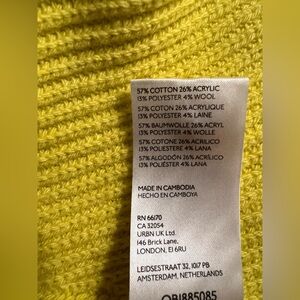 57% COTTON 26% ACRYLIC
13% POLYESTER 4% WOOL
57% COTON 26% ACRYLIQUE
13% POLYESTER 4% LAINE
57% BAUMWOLLE 26% ACRYL
13% POLYESTER 4% WOLLE
57% COTONE 26% ACRILICO
13% POLIESTERE 4% LANA
57% ALGODÓN 26% ACRÍLICO
13% POLIÉSTER 4% LANA
MADE IN CAMBODIA
HECHO EN CAMBOYA
RN 66170
CA 32054
URBN UK Ltd.
146 Brick Lane,
LONDON, E1 6RU
LEIDSESTRAAT 32, 1017 PB
AMSTERDAM, NETHERLANDS
OBI885085